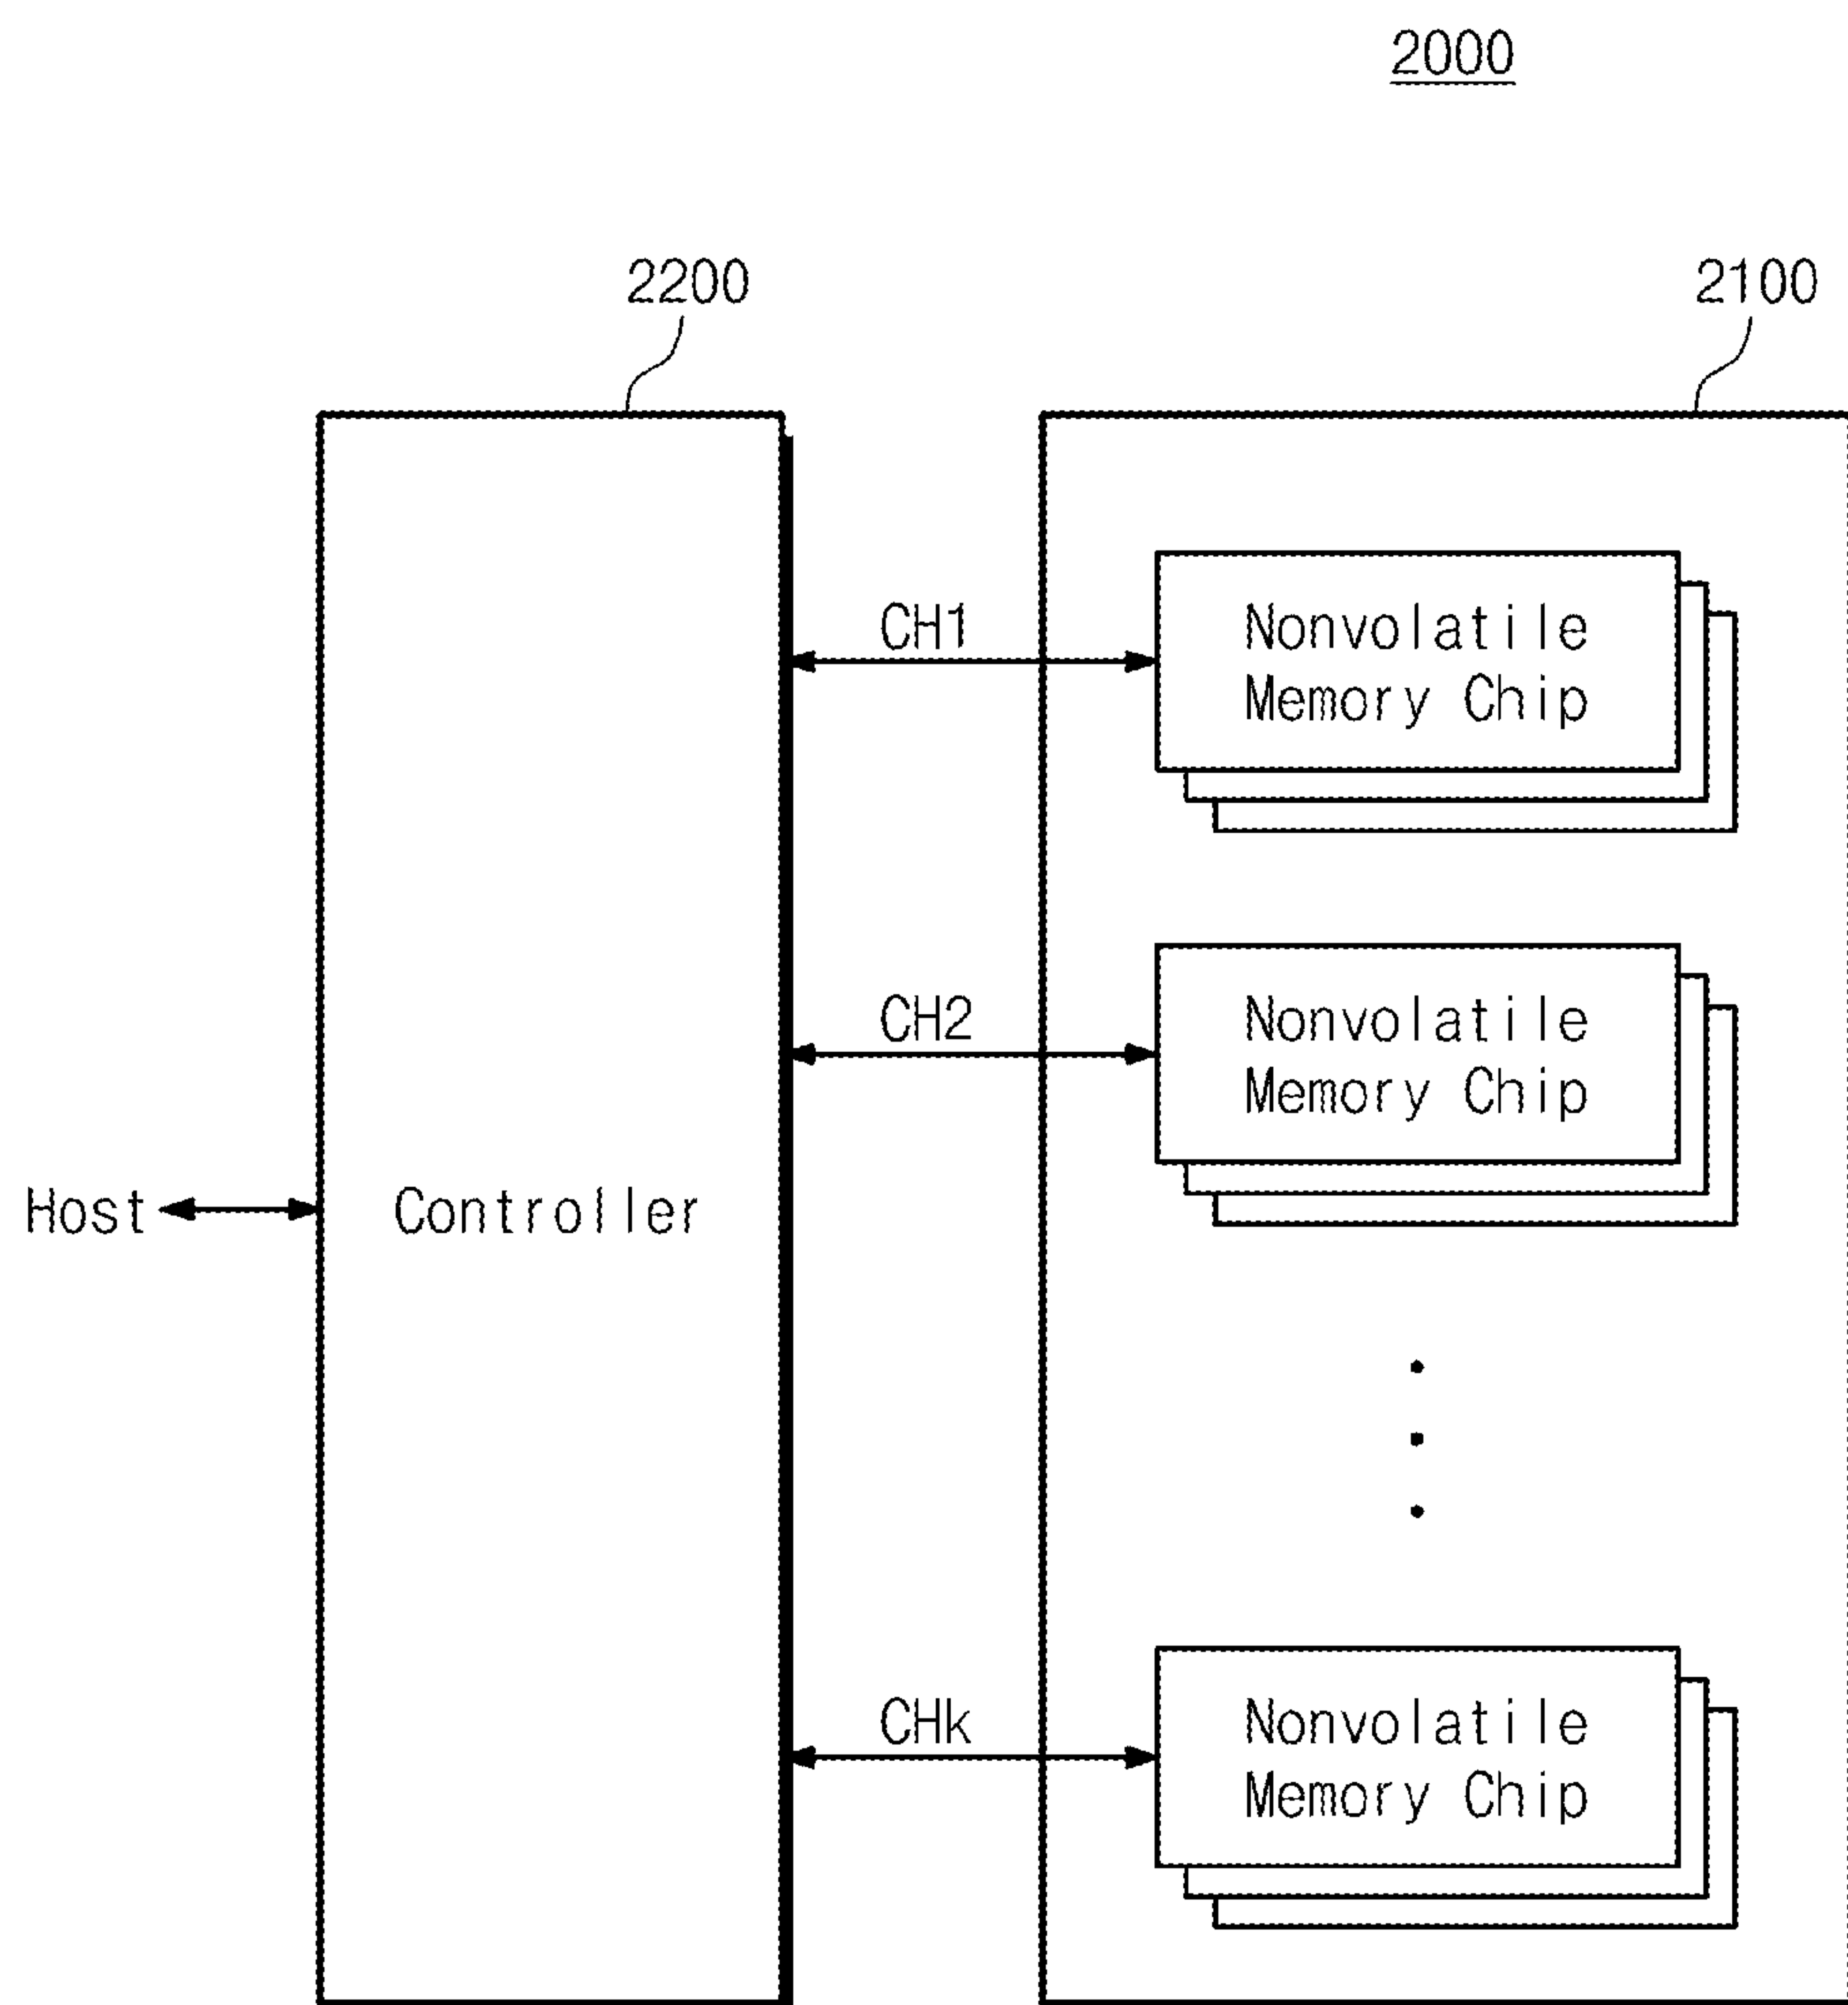 2000
2200
2100
CH1
Nonvolatile
Memory Chip
CH2
Nonvolatile
Memory Chip
Host
Controller
CHk
Nonvolatile
Memory Chip